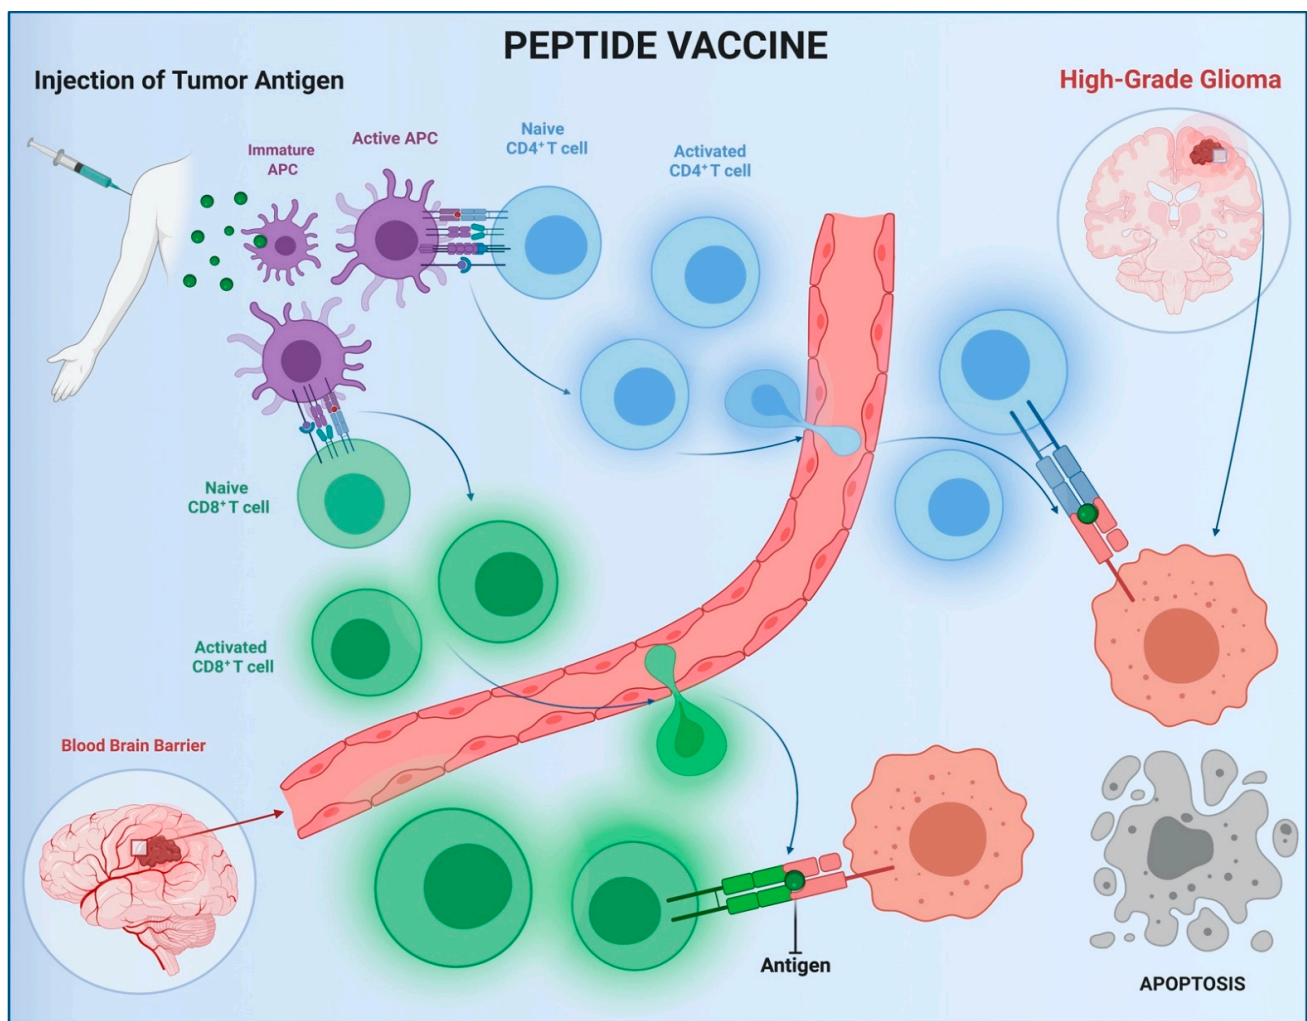 PEPTIDE VACCINE
Injection of Tumor Antigen
High-Grade Glioma
Immature
APC
Active APC
Naive
CD4⁺ T cell
Activated
CD4⁺ T cell
Naive
CD8⁺ T cell
Activated
CD8⁺ T cell
Blood Brain Barrier
Antigen
APOPTOSIS